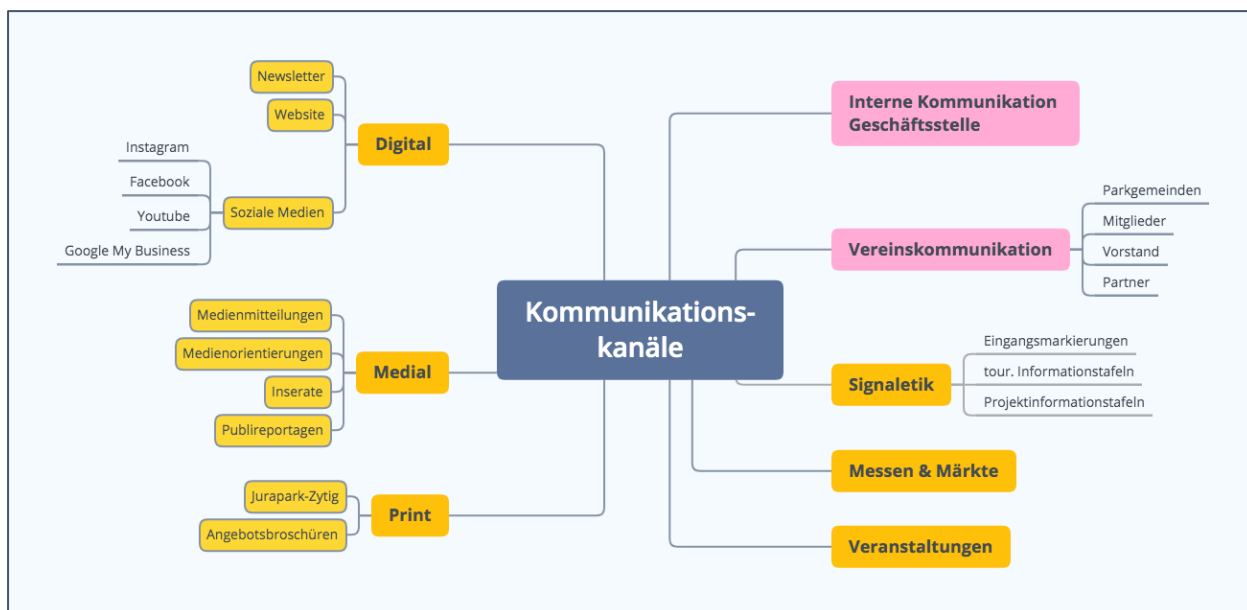 Kommunikations-
kanäle
Digital
Newsletter
Website
Soziale Medien
Instagram
Facebook
Youtube
Google My Business
Medial
Medienmitteilungen
Medienorientierungen
Inserate
Publireportagen
Print
Jurapark-Zytig
Angebotsbroschüren
Interne Kommunikation
Geschäftsstelle
Vereinskommunikation
Parkgemeinden
Mitglieder
Vorstand
Partner
Signaletik
Eingangsmarkierungen
tour. Informationstafeln
Projektinformationstafeln
Messen & Märkte
Veranstaltungen